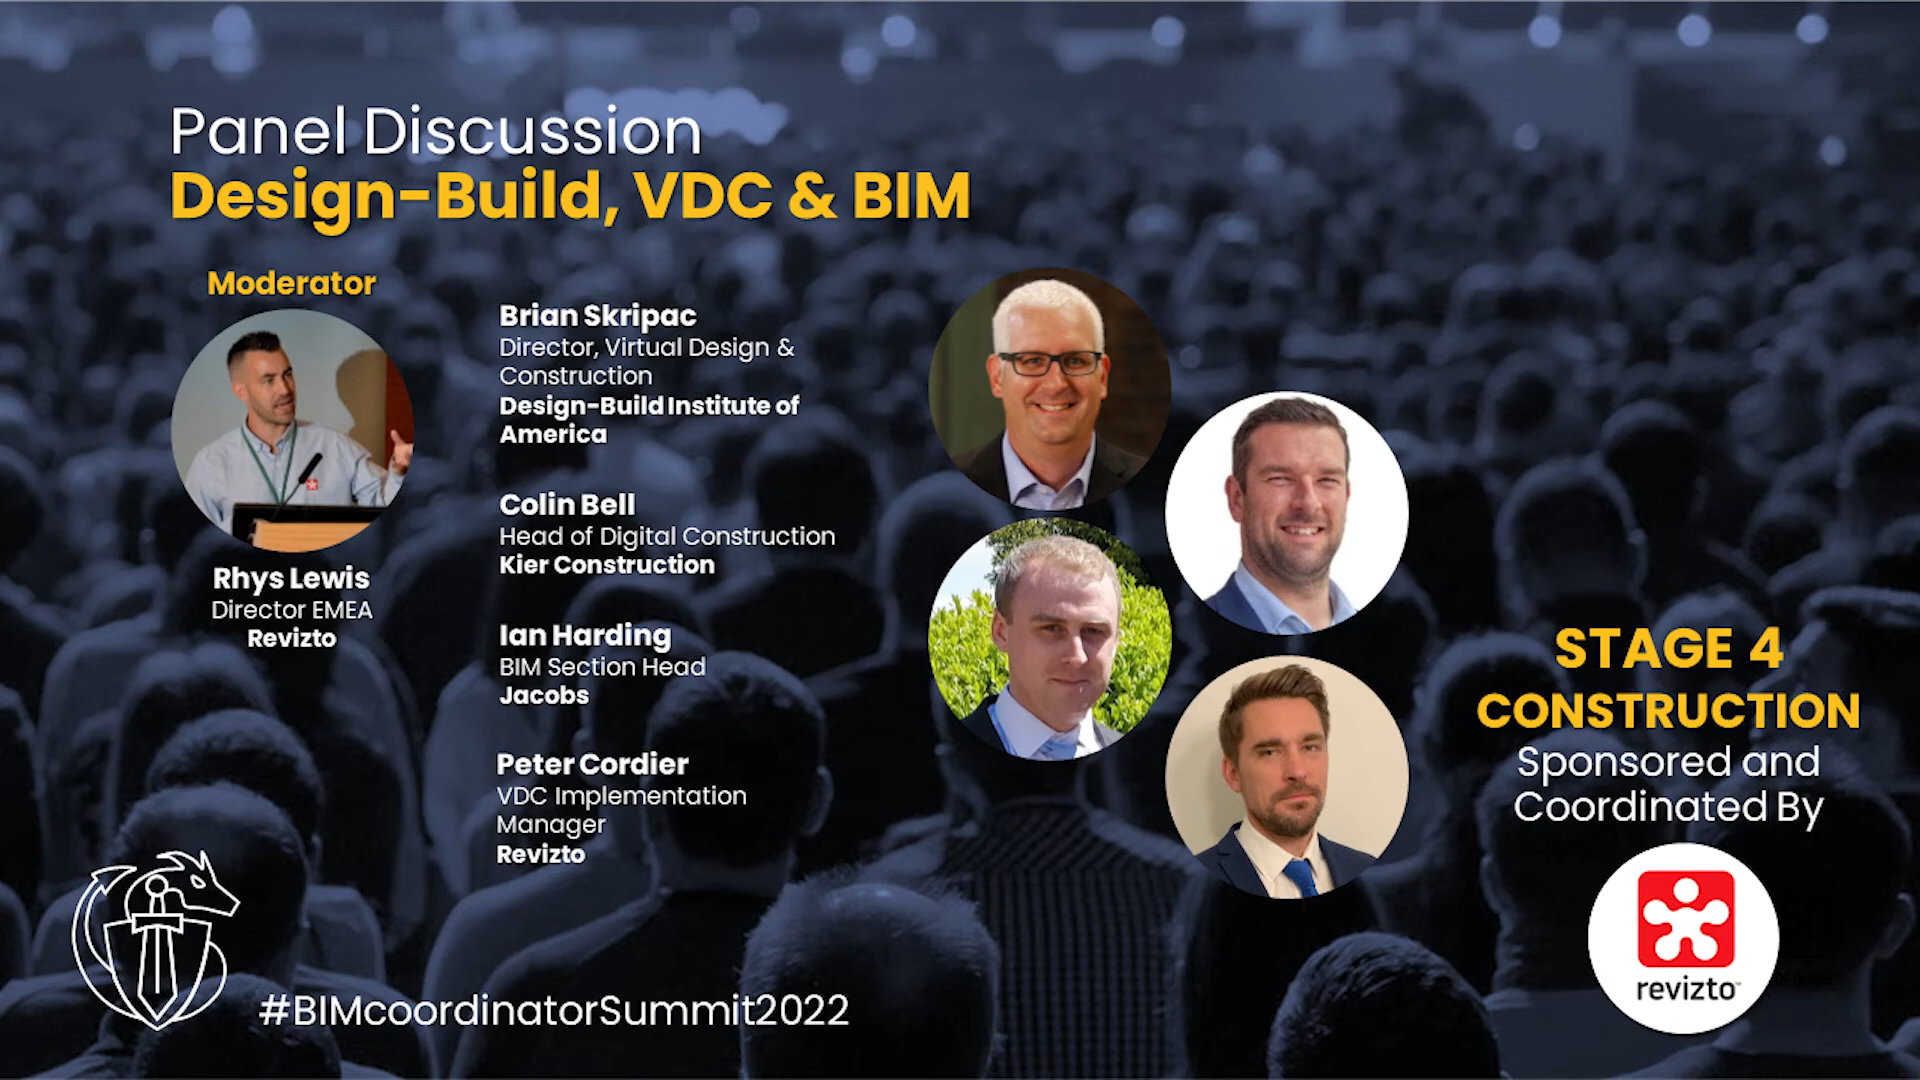 Panel Discussion
Design-Build, VDC & BIM
Moderator
Rhys Lewis
Director EMEA
Revizto
Brian Skripac
Director, Virtual Design &
Construction
Design-Build Institute of
America
Colin Bell
Head of Digital Construction
Kier Construction
Ian Harding
BIM Section Head
Jacobs
Peter Cordier
VDC Implementation
Manager
Revizto
STAGE 4
CONSTRUCTION
Sponsored and
Coordinated By
revizto
#BIMcoordinatorSummit2022